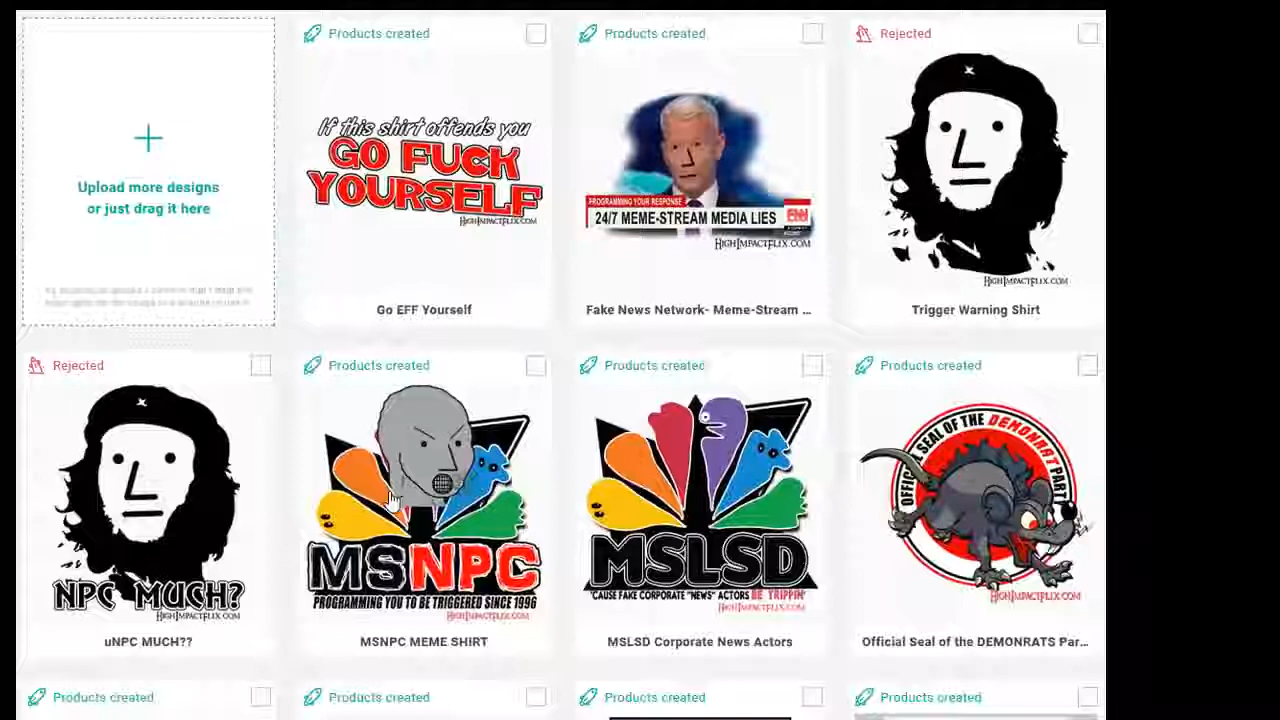 Products created
Products created
Rejected
Upload more designs
or just drag it here
If this shirt offends you
GO FUCK
YOURSELF
HIGHIMPACTFLIX.COM
PROGRAMMING YOUR RESPONSE
24/7 MEME-STREAM MEDIA LIES
HIGHIMPACTFLIX.COM
HIGHIMPACTFLIX.COM
Go EFF Yourself
Fake News Network- Meme-Stream ...
Trigger Warning Shirt
Rejected
Products created
Products created
Products created
NPC MUCH?
HIGHIMPACTFLIX.COM
MSNPC
PROGRAMMING YOU TO BE TRIGGERED SINCE 1996
HIGHIMPACTFLIX.COM
MSLSD
'CAUSE FAKE CORPORATE "NEWS" ACTORS BE TRIPPIN'
HIGHIMPACTFLIX.COM
OFFICIAL SEAL OF THE DEMONRAT PARTY
HIGHIMPACTFLIX.COM
uNPC MUCH??
MSNPC MEME SHIRT
MSLSD Corporate News Actors
Official Seal of the DEMONRATS Par...
Products created
Products created
Products created
Products created